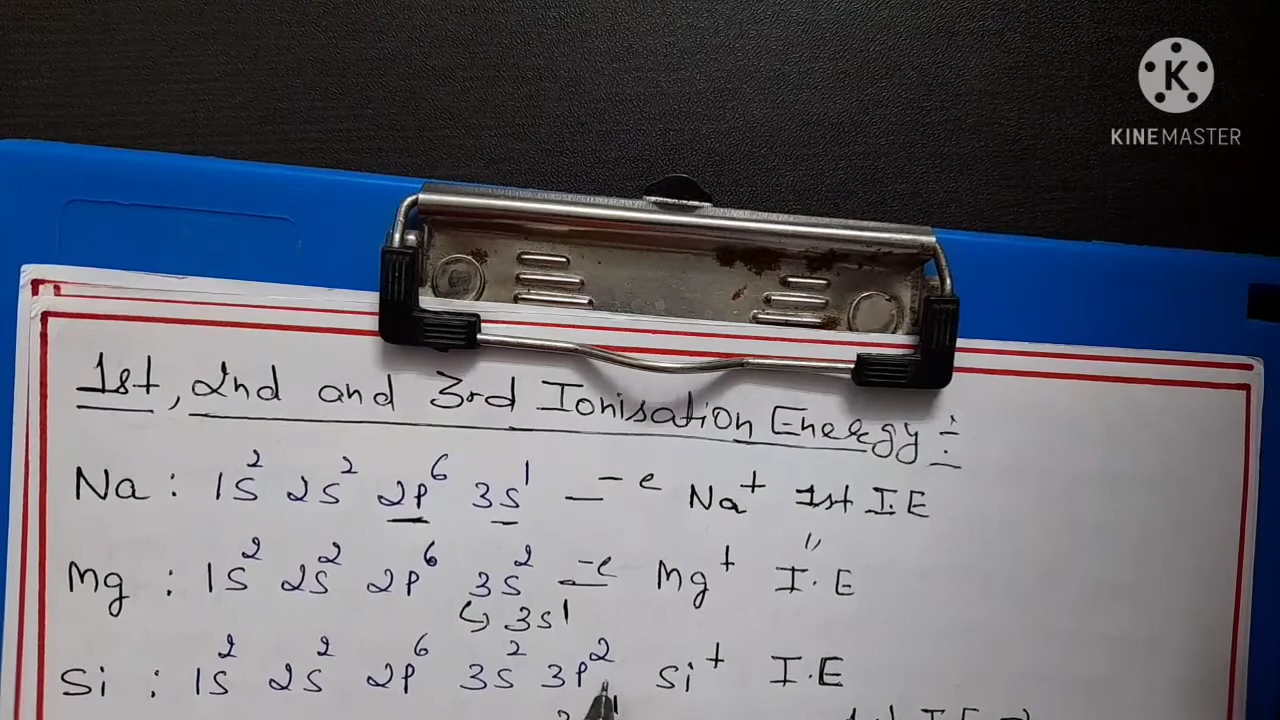 K
KINEMASTER
1st, 2nd and 3rd Ionisation Energy :-
Na : 1s² 2s² 2p⁶ 3s¹ -e Na⁺ 1st I.E
Mg : 1s² 2s² 2p⁶ 3s² -e Mg⁺ I.E
↳ 3s¹
Si : 1s² 2s² 2p⁶ 3s² 3p² Si⁺ I.E